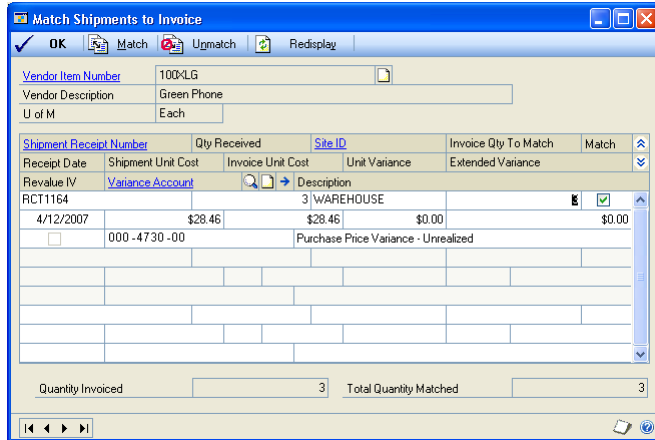 Match Shipments to Invoice
OK Match Unmatch Redisplay
Vendor Item Number 100XLG
Vendor Description Green Phone
U of M Each
Shipment Receipt Number Qty Received Site ID Invoice Qty To Match Match
Receipt Date Shipment Unit Cost Invoice Unit Cost Unit Variance Extended Variance
Revalue IV Variance Account Description
RCT1164 3 WAREHOUSE
4/12/2007 $28.46 $28.46 $0.00 $0.00
000 -4730 -00 Purchase Price Variance - Unrealized
Quantity Invoiced 3 Total Quantity Matched 3